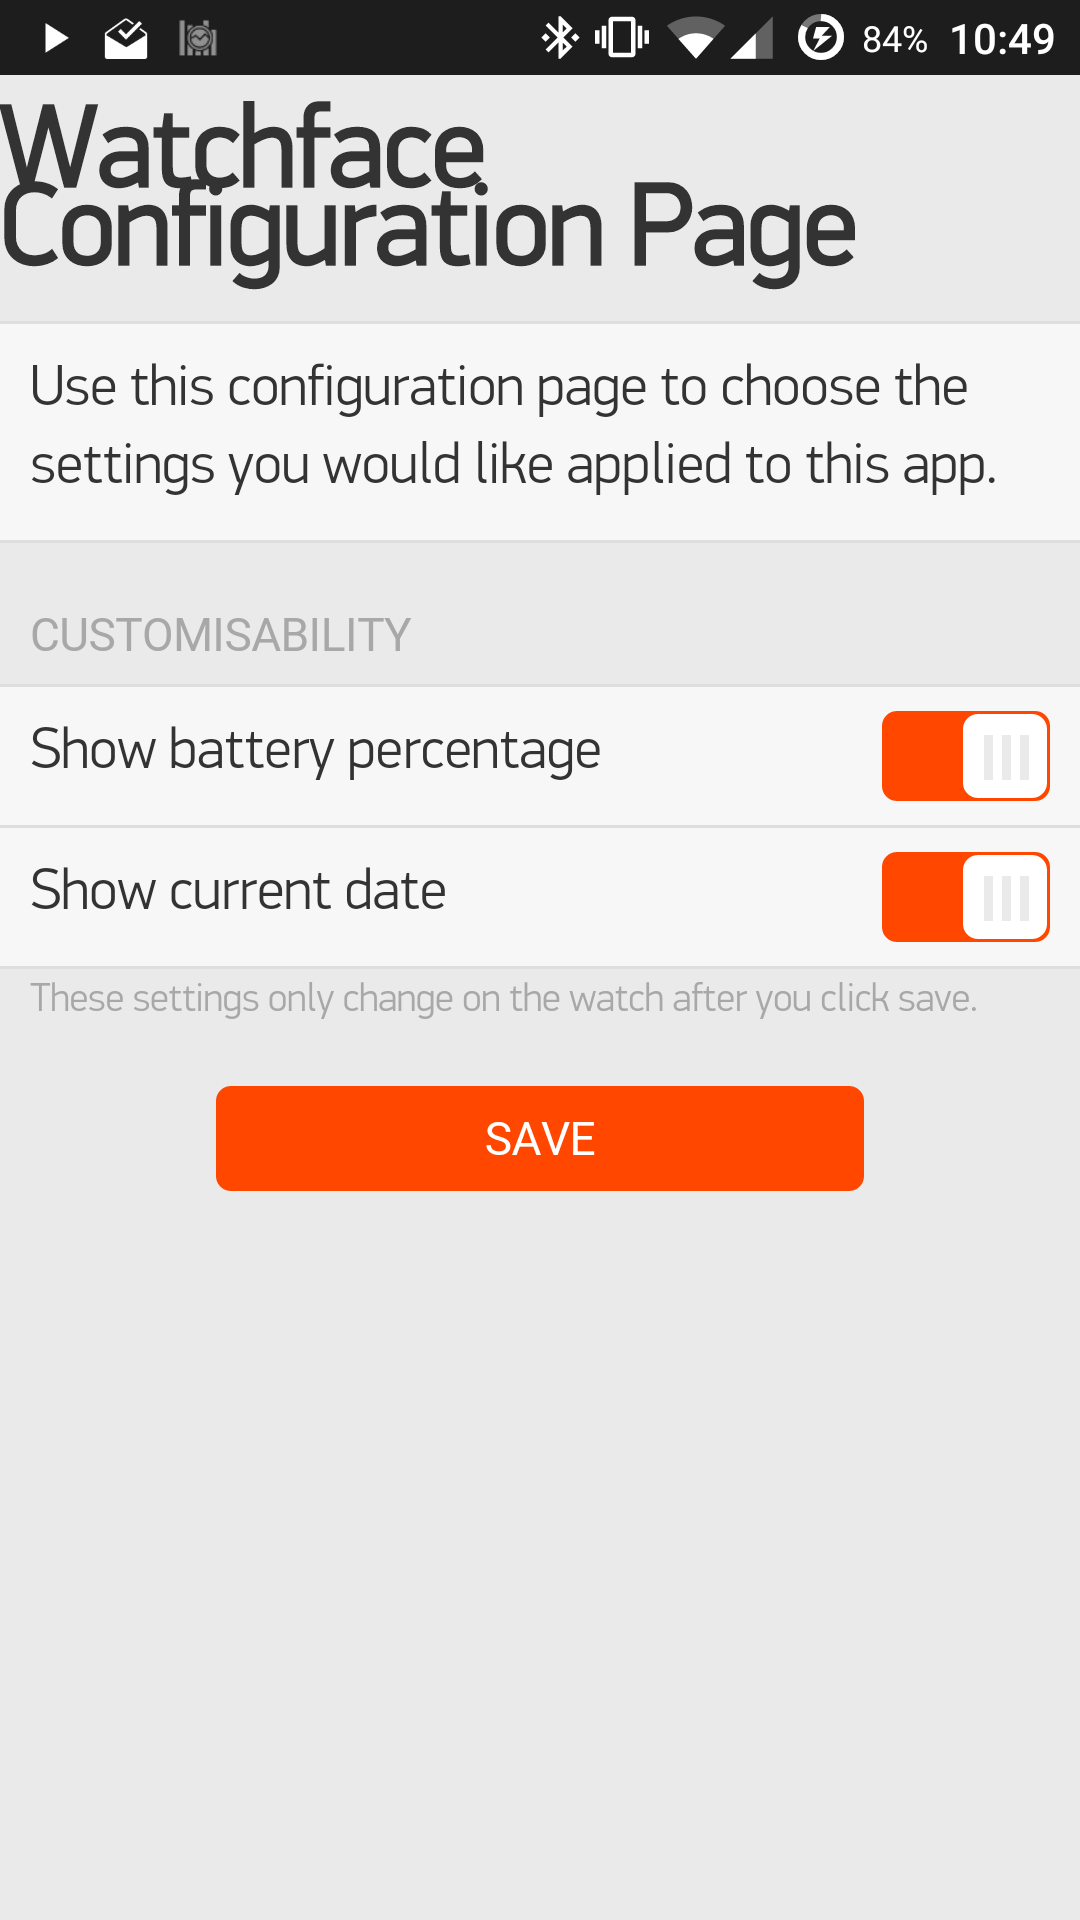 84% 10:49
Watchface
Configuration Page
Use this configuration page to choose the
settings you would like applied to this app.
CUSTOMISABILITY
Show battery percentage
Show current date
These settings only change on the watch after you click save.
SAVE